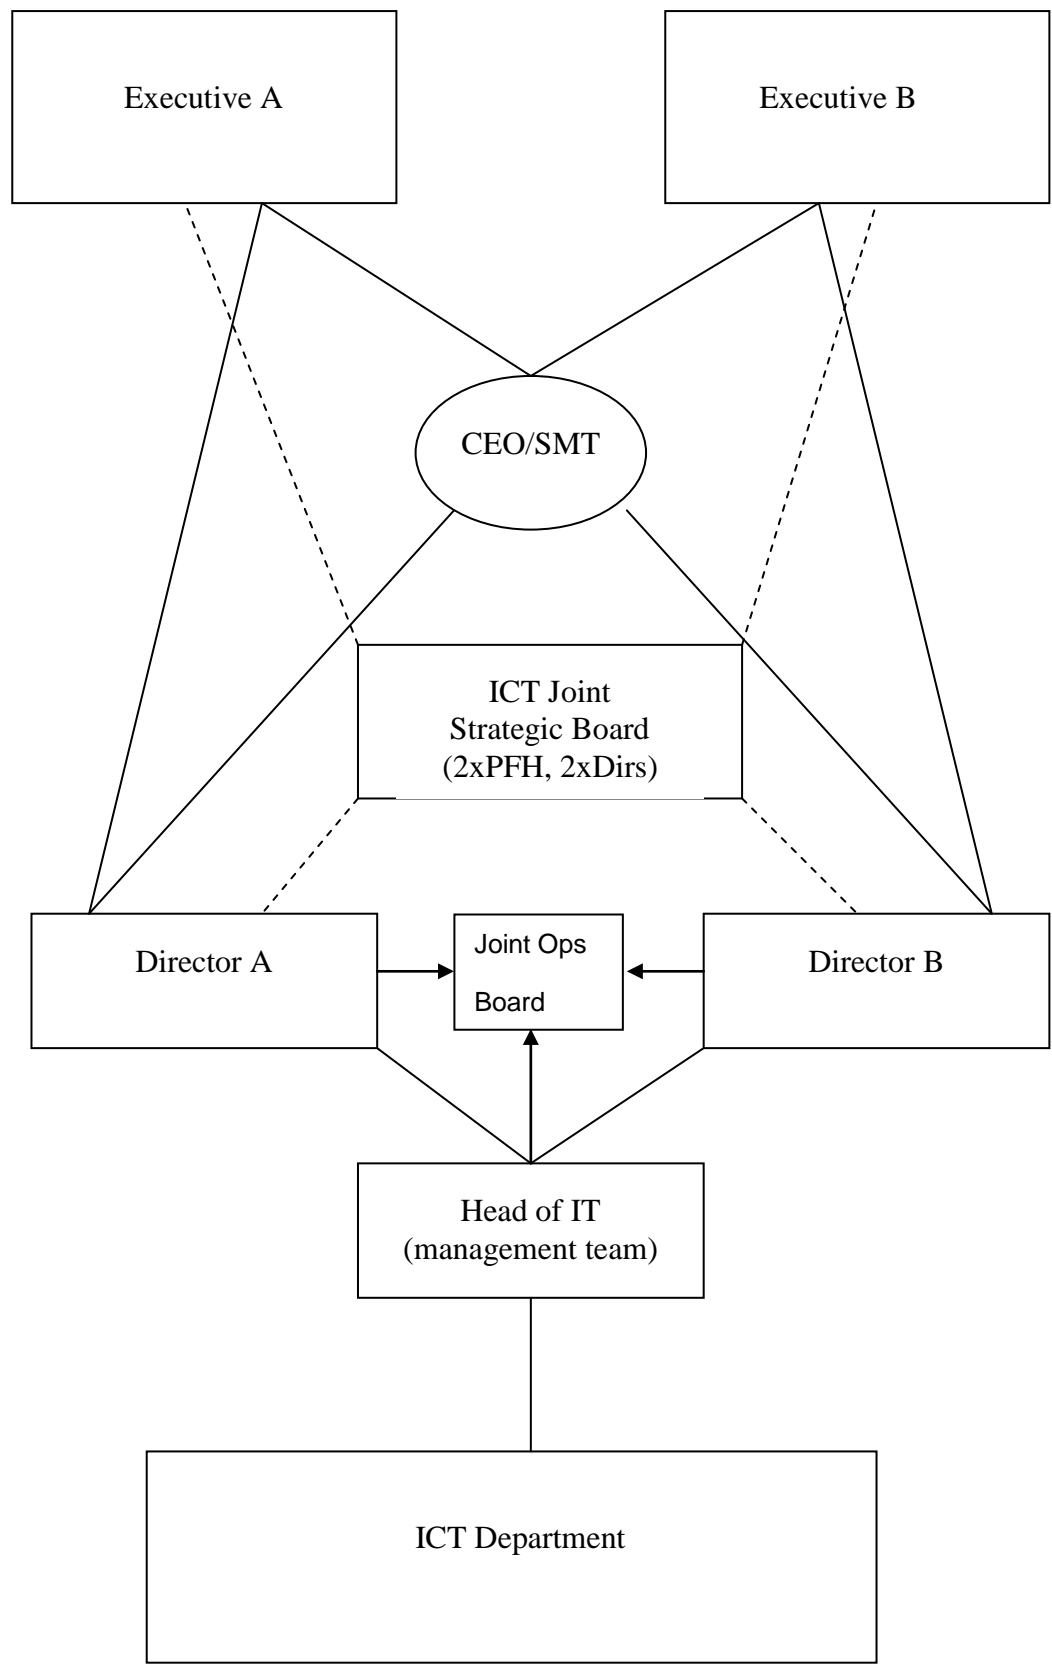 Executive A
Executive B
CEO/SMT
ICT Joint
Strategic Board
(2xPFH, 2xDirs)
Director A
Joint Ops
Board
Director B
Head of IT
(management team)
ICT Department